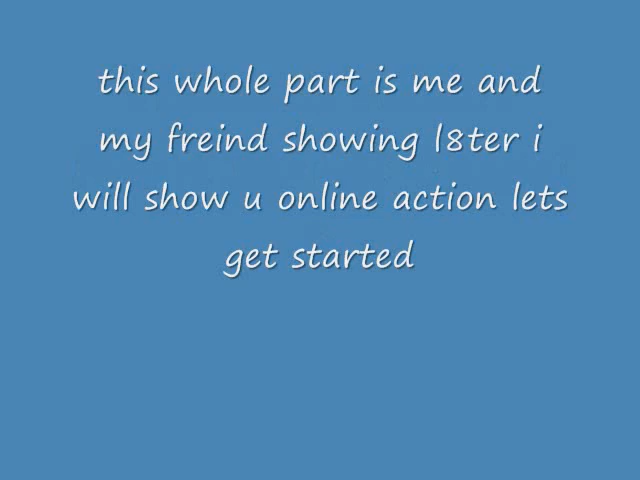 this whole part is me and
my freind showing l8ter i
will show u online action lets
get started